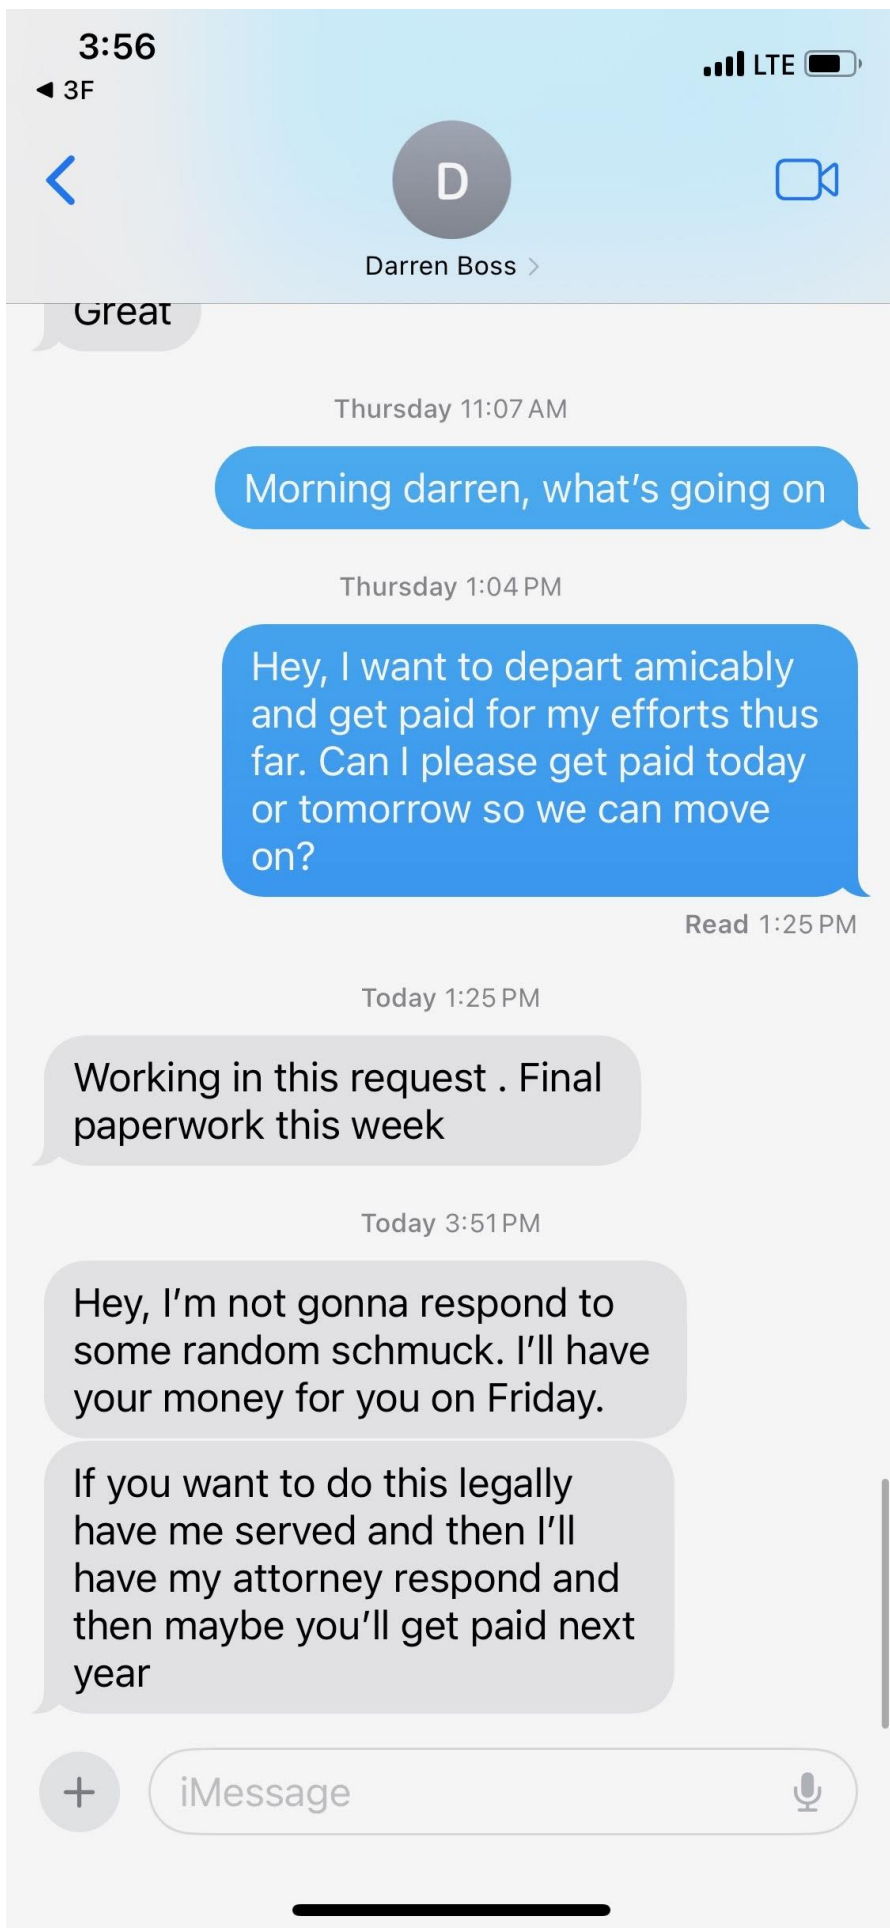 3:56
LTE
◀ 3F
D
Darren Boss >
Great
Thursday 11:07 AM
Morning darren, what's going on
Thursday 1:04 PM
Hey, I want to depart amicably
and get paid for my efforts thus
far. Can I please get paid today
or tomorrow so we can move
on?
Read 1:25 PM
Today 1:25 PM
Working in this request . Final
paperwork this week
Today 3:51 PM
Hey, I'm not gonna respond to
some random schmuck. I'll have
your money for you on Friday.
If you want to do this legally
have me served and then I'll
have my attorney respond and
then maybe you'll get paid next
year
iMessage